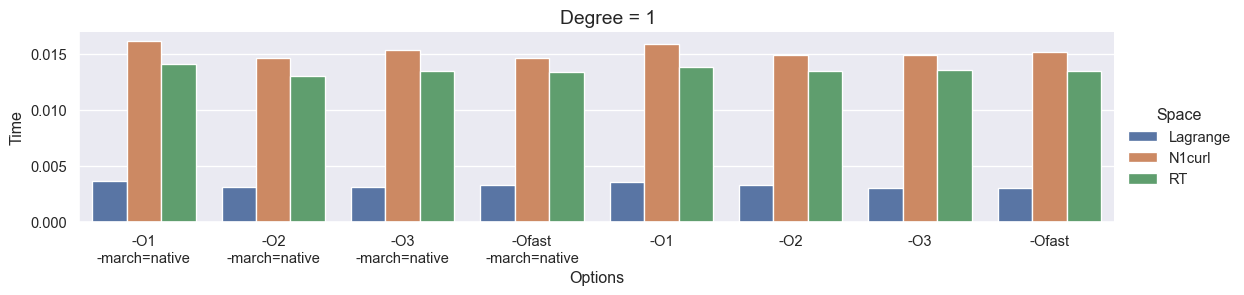 Degree = 1
Time
0.015
0.010
0.005
0.000
-O1
-march=native
-O2
-march=native
-O3
-march=native
-Ofast
-march=native
-O1
-O2
-O3
-Ofast
Options
Space
Lagrange
N1curl
RT